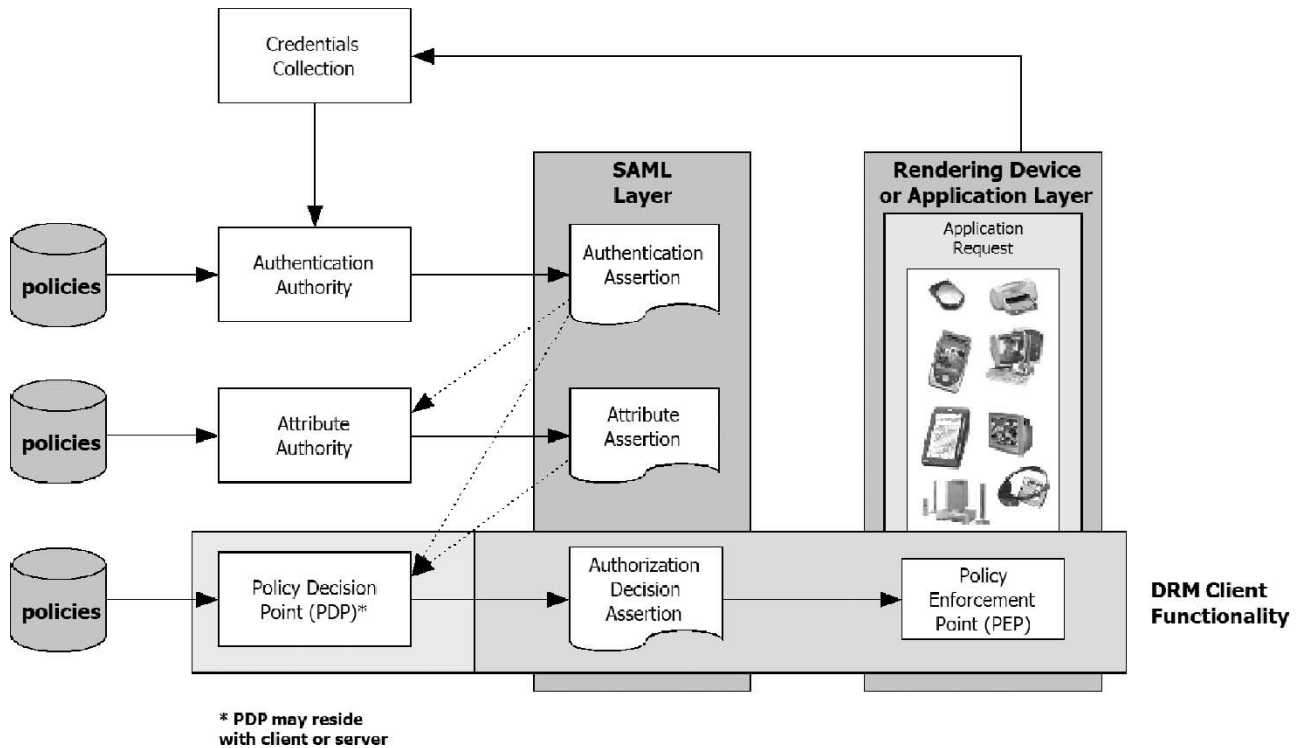 Credentials
Collection
SAML
Layer
Rendering Device
or Application Layer
Application
Request
policies
Authentication
Authority
Authentication
Assertion
policies
Attribute
Authority
Attribute
Assertion
policies
Policy Decision
Point (PDP)*
Authorization
Decision
Assertion
Policy
Enforcement
Point (PEP)
DRM Client
Functionality
* PDP may reside
with client or server